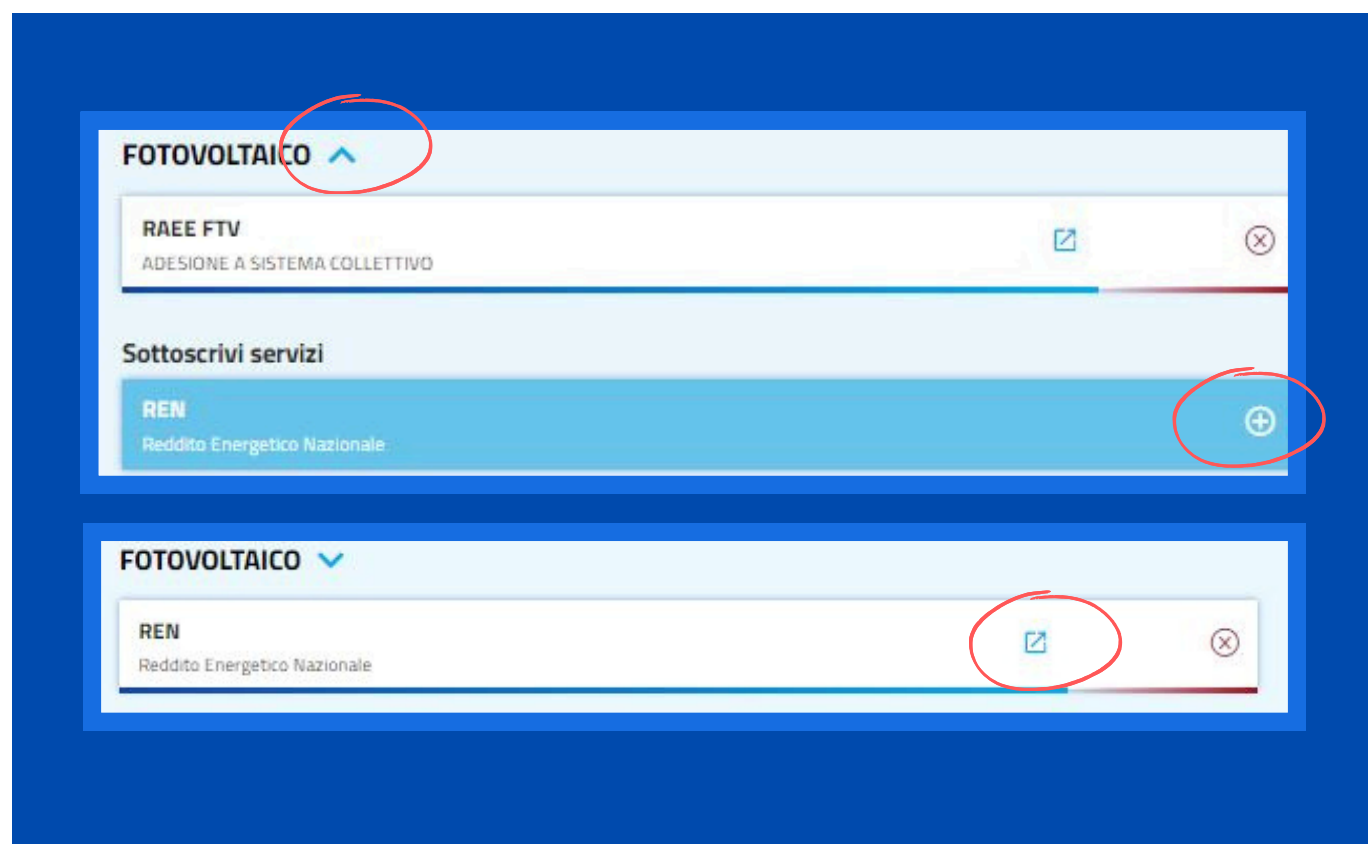 FOTOVOLTAICO
RAEE FTV
ADESIONE A SISTEMA COLLETTIVO
Sottoscrivi servizi
REN
Reddito Energetico Nazionale
FOTOVOLTAICO
REN
Reddito Energetico Nazionale